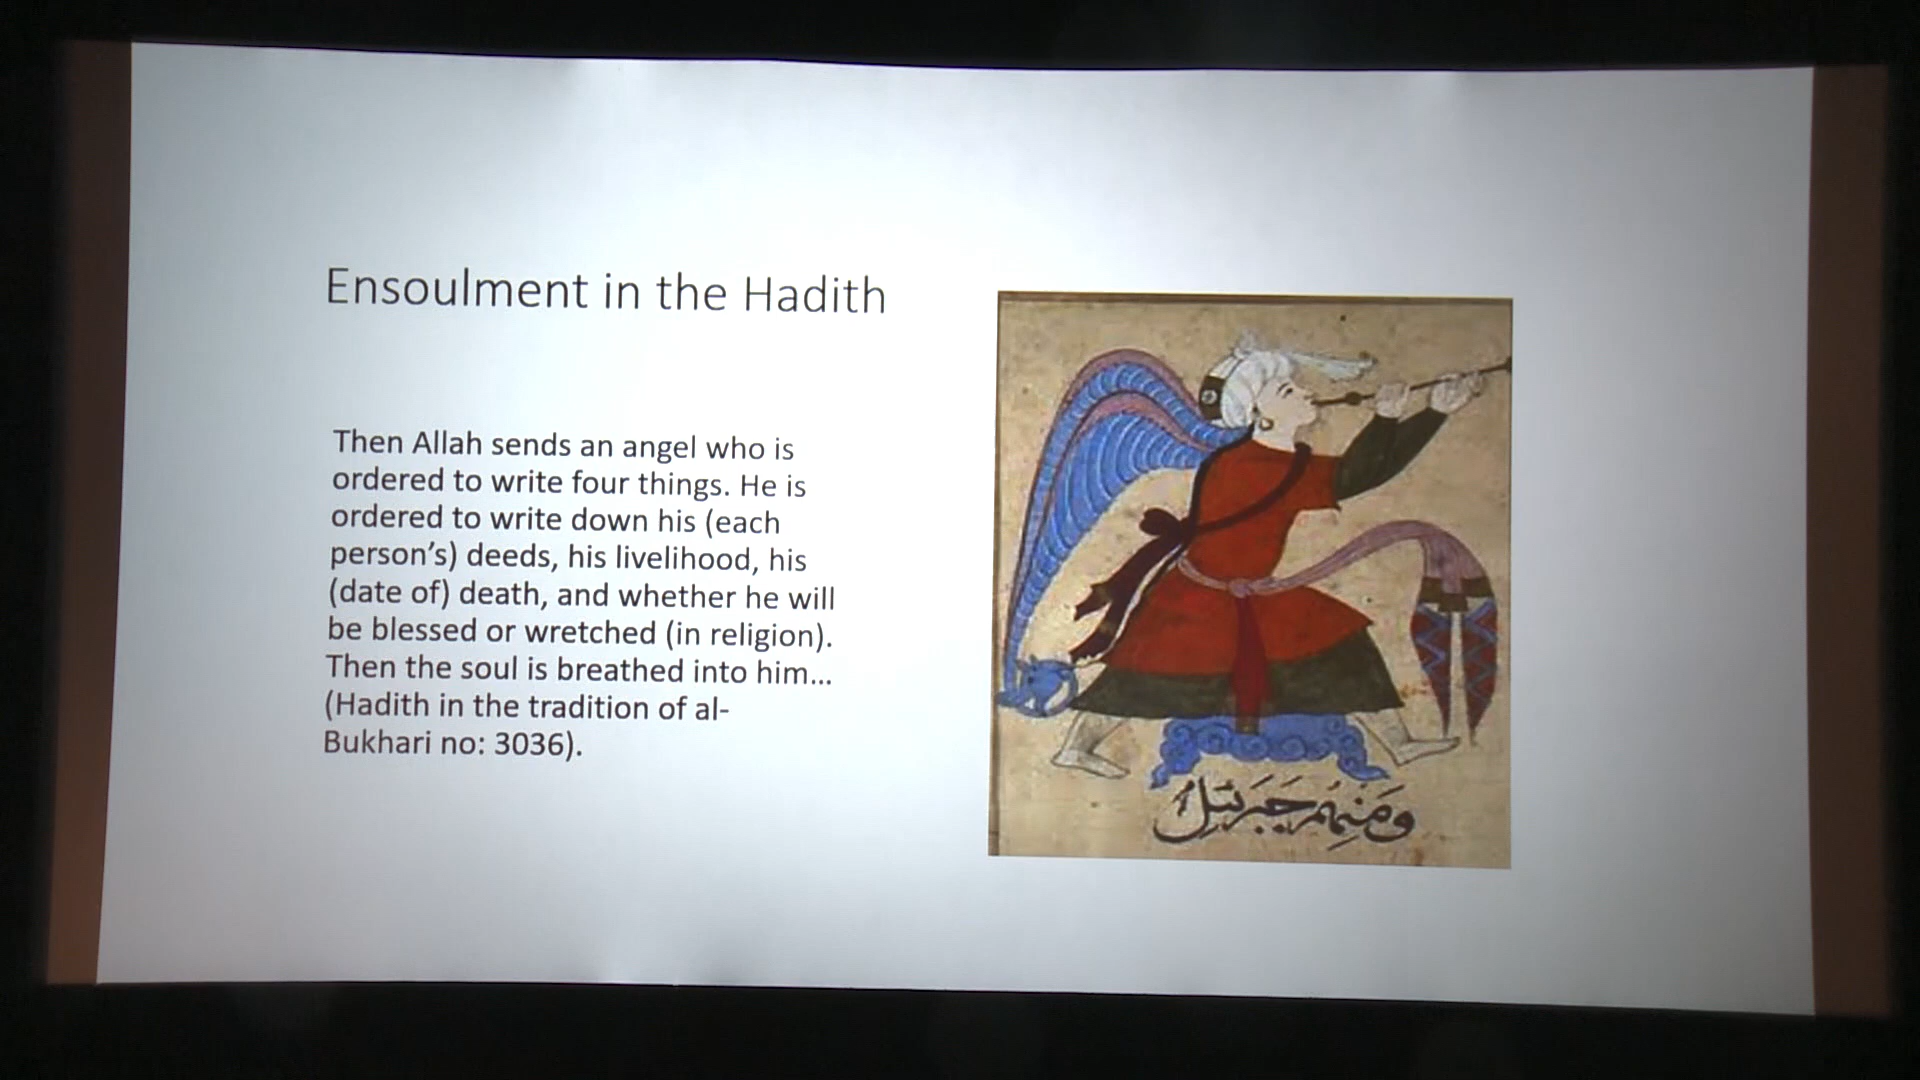 Ensoulment in the Hadith
Then Allah sends an angel who is
ordered to write four things. He is
ordered to write down his (each
person’s) deeds, his livelihood, his
(date of) death, and whether he will
be blessed or wretched (in religion).
Then the soul is breathed into him...
(Hadith in the tradition of al-
Bukhari no: 3036).
وَمِنهُم جَبرَئيل